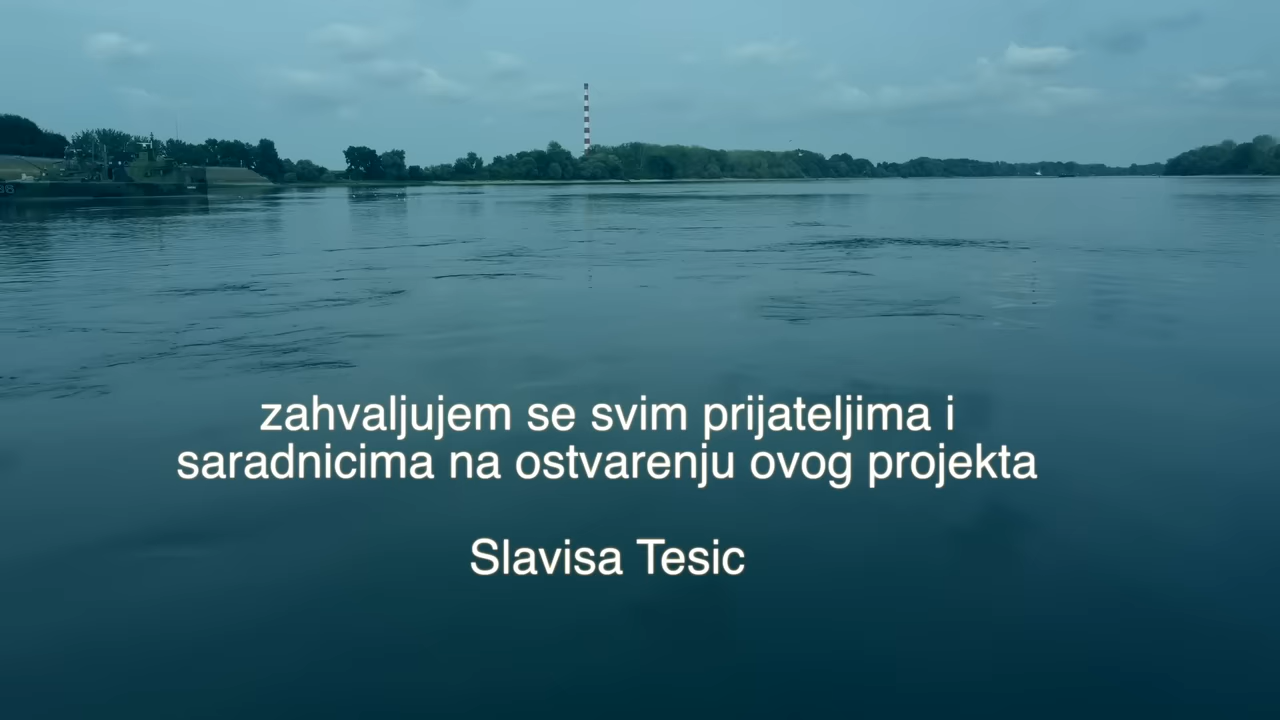 zahvaljujem se svim prijateljima i
saradnicima na ostvarenju ovog projekta
Slavisa Tesic